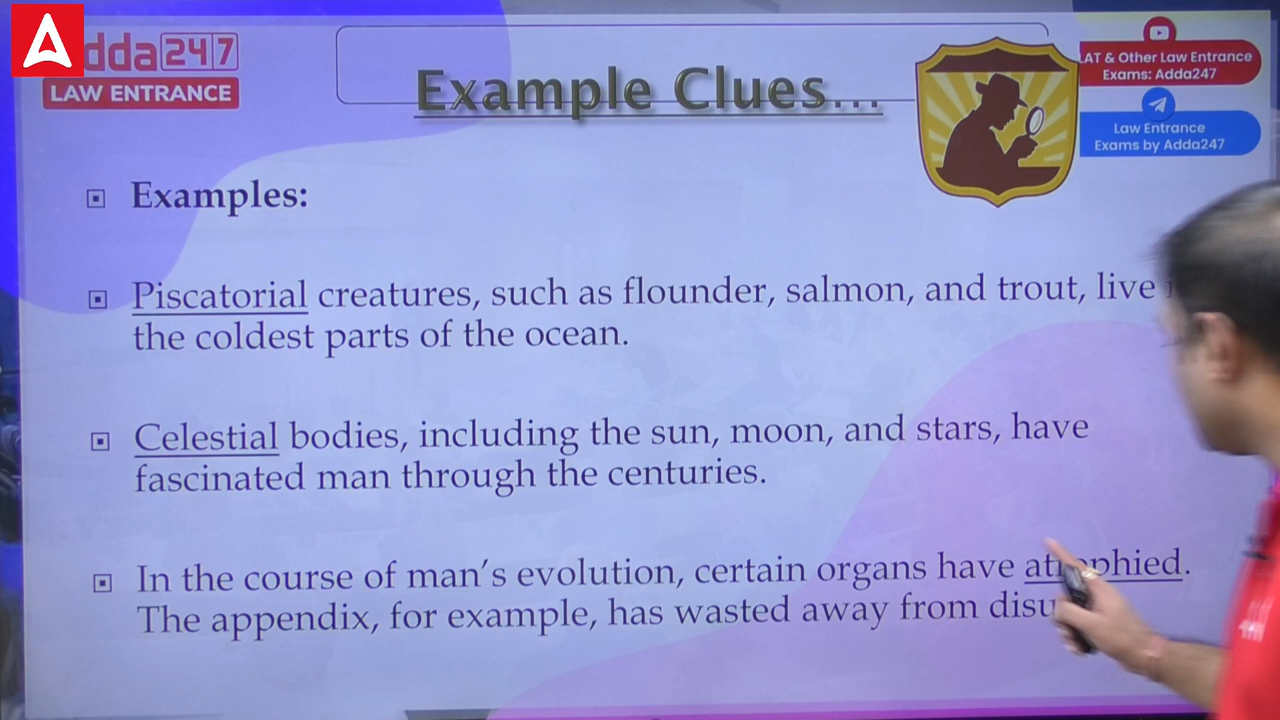 dda247
LAW ENTRANCE
Example Clues...
AT & Other Law Entrance
Exams: Adda247
Law Entrance
Exams by Adda247
Examples:
Piscatorial creatures, such as flounder, salmon, and trout, live
the coldest parts of the ocean.
Celestial bodies, including the sun, moon, and stars, have
fascinated man through the centuries.
In the course of man's evolution, certain organs have atrophied.
The appendix, for example, has wasted away from disu